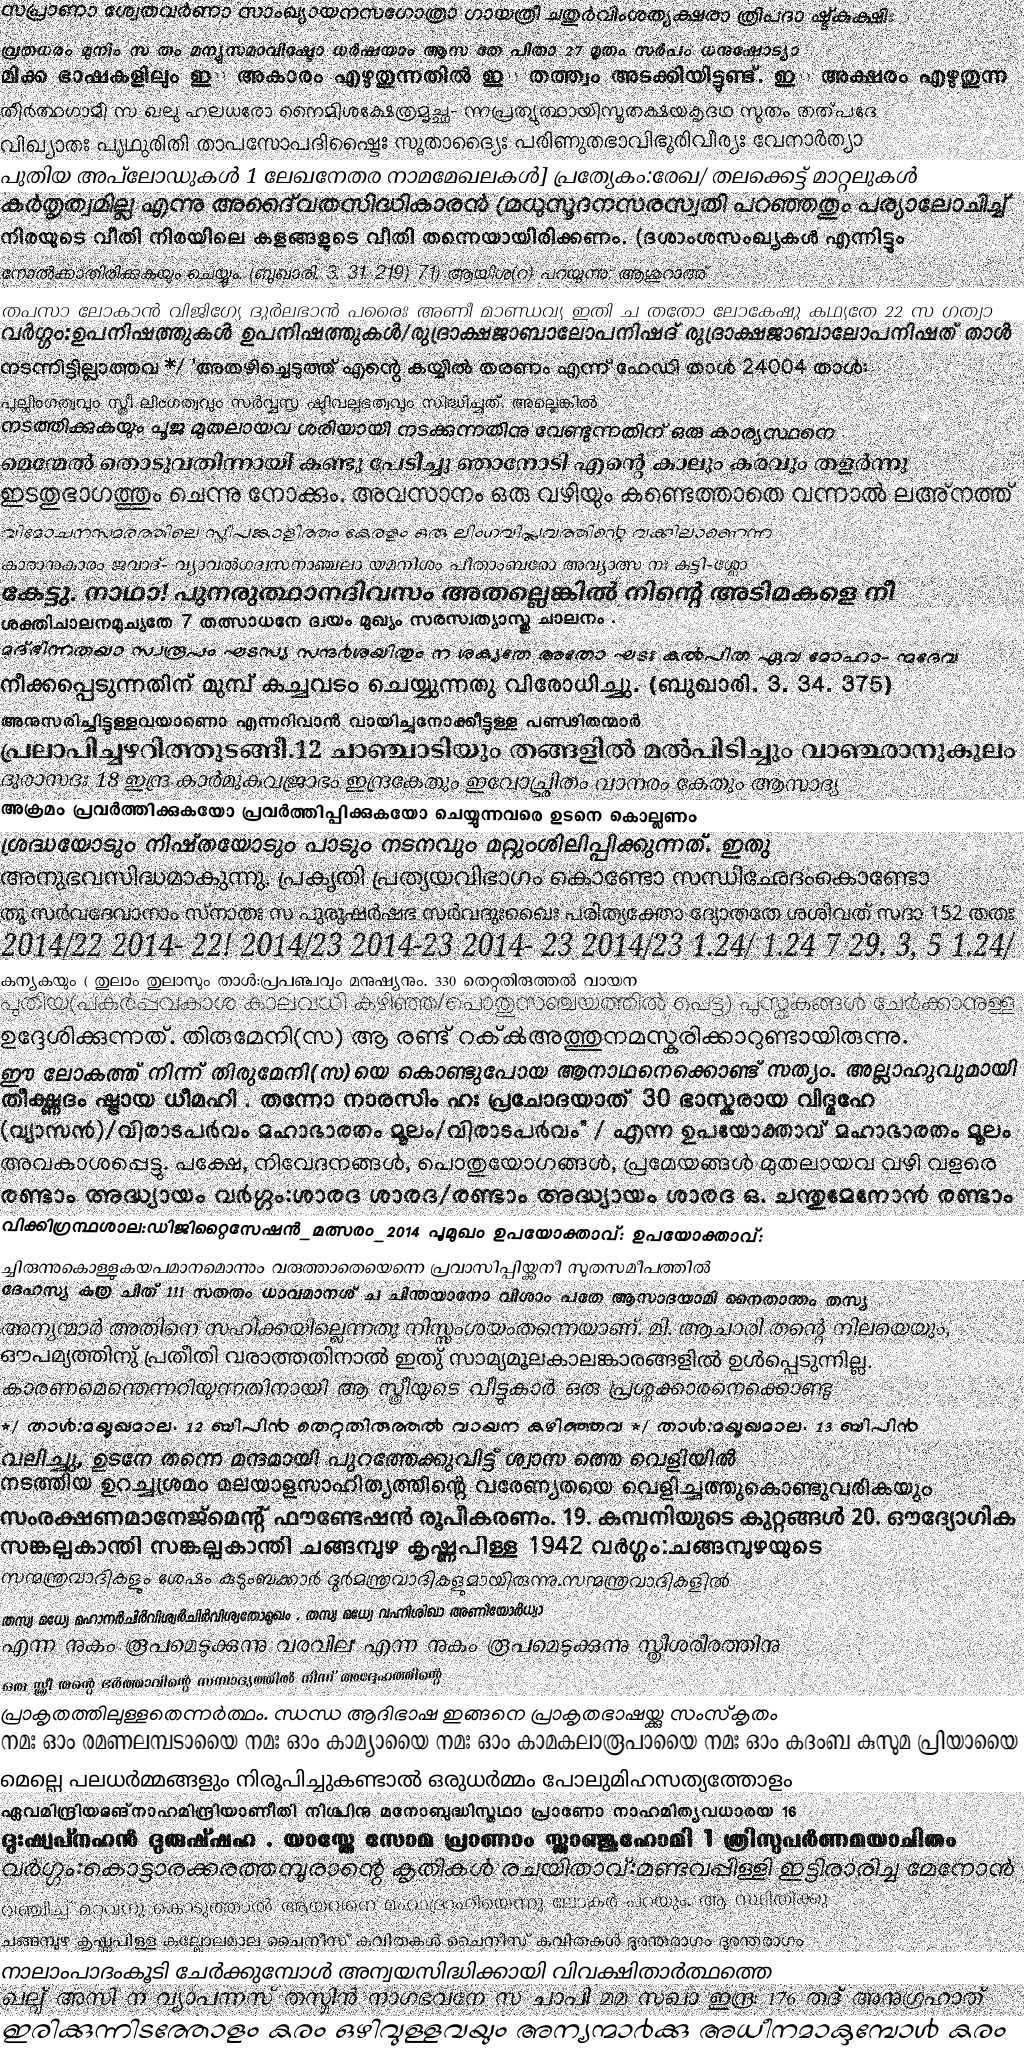 സപ്രാണാ ശ്വേതവർണാ സാംഖ്യായനസഗോത്രാ ഗായത്രീ ചതുർവിംശത്യക്ഷരാ ത്രിപദാ ഷട്കുക്ഷിഃ
വ്രതധരം മുനിം സ തം മന്യുസമാവിഷ്ടോ ധർഷയാം ആസ തേ പിതാ 27 മൃതം സർപം ധനുഷോട്യാ
മിക്ക ഭാഷകളിലും ഇ അകാരം എഴുതുന്നതിൽ ഇ തത്ത്വം അടക്കിയിട്ടുണ്ട്. ഇ അക്ഷരം എഴുതുന്ന
തീർത്ഥഗാമീ സ ഖലു ഹലധരോ നൈമിശക്ഷേത്രമൃച്ഛ- ന്നപ്രത്യുത്ഥായിസൂതക്ഷയകൃദഥ സുതം തത്പദേ
വിഖ്യാതഃ പൃഥുരിതി താപസോപദിഷ്ടൈഃ സൂതാദ്യൈഃ പരിണുതഭാവിഭൂരിവീര്യഃ വേനാർത്യാ
പുതിയ അപ്‌ലോഡുകൾ 1 ലേഖനേതര നാമമേഖലകൾ] പ്രത്യേകം:രേഖ/ തലക്കെട്ട് മാറ്റലുകൾ
കർതൃത്വമില്ല എന്നു അദ്വൈതസിദ്ധികാരൻ (മധുസൂദനസരസ്വതി പറഞ്ഞതും പര്യാലോചിച്ച്
നിരയുടെ വീതി നിരയിലെ കളങ്ങളുടെ വീതി തന്നെയായിരിക്കണം. (ദശാംശസംഖ്യകൾ എന്നിട്ടും
നോൽക്കാതിരിക്കുകയും ചെയ്യും. (ബുഖാരി. 3. 31 219) 71) ആയിശ(റ) പറയുന്നു: ആശുറാത്ത്
തപസാ ലോകാൻ വിജിഗ്യേ ദുർലഭാൻ പരൈഃ അണീ മാണ്ഡവ്യ ഇതി ച തതോ ലോകേഷു കഥ്യതേ 22 സ ഗത്വാ
വർഗ്ഗം:ഉപനിഷത്തുകൾ ഉപനിഷത്തുകൾ/രുദ്രാക്ഷജാബാലോപനിഷദ് രുദ്രാക്ഷജാബാലോപനിഷത് താൾ
നടന്നിട്ടില്ലാത്തവ */ 'അതഴിച്ചെടുത്ത് എന്റെ കയ്യിൽ തരണം എന്ന് ഹേഡി താൾ 24004 താൾ:
പുല്ലിംഗത്വവും സ്ത്രീ ലിംഗത്വവും സർവ്വസ്വ ഷ്ടിവല്ലഭത്വവും സിദ്ധിച്ചത്. അല്ലെങ്കിൽ
നടത്തിക്കുകയും പൂജ മുതലായവ ശരിയായി നടക്കുന്നതിനു വേണ്ടുന്നതിന് ഒരു കാര്യസ്ഥനെ
മെന്മേൽ തൊടുവതിന്നായി കണ്ടു പേടിച്ചു ഞാനോടി എന്റെ കാലും കരവും തളർന്നു
ഇടതുഭാഗത്തും ചെന്നു നോക്കും. അവസാനം ഒരു വഴിയും കണ്ടെത്താതെ വന്നാൽ ലഅ്നത്ത്
വിമോചനസമരത്തിലെ സ്ത്രീപങ്കാളിത്തം കേരളം ഒരു ലിംഗവിപ്ലവത്തിന്റെ വക്കിലാണെന്ന
കാരാനുകാരം ജവാദ്- വ്യാവൽഗദ്വസനാഞ്ചലാ യമനിശം പീതാംബരോ അവ്യാത്സ നഃ കുട്ടി-ശ്ലോ
കേട്ടു. നാഥാ! പുനരുത്ഥാനദിവസം അതല്ലെങ്കിൽ നിന്റെ അടിമകളെ നീ
ശക്തിചാലനമുച്യതേ 7 തത്സാധനേ ദ്വയം മുഖ്യം സരസ്വത്യാസ്തു ചാലനം .
മദ്ഭിന്നതയാ സ്വരൂപം ഘടസ്യ സന്ദർശയിതും ന ശക്യതേ അതോ ഘടഃ കൽപിത ഏവ മോഹാ- ന്മദേവ
നീക്കപ്പെടുന്നതിന് മുമ്പ് കച്ചവടം ചെയ്യുന്നതു വിരോധിച്ചു. (ബുഖാരി. 3. 34. 375)
അനുസരിച്ചിട്ടുള്ളവയാണൊ എന്നറിവാൻ വായിച്ചുനോക്കീട്ടുള്ള പണ്ഢിതന്മാർ
പ്രലാപിച്ചഴറിത്തുടങ്ങീ.12 ചാഞ്ചാടിയും തങ്ങളിൽ മൽപിടിച്ചും വാഞ്ചരാനുകൂലം
ദുരാസദഃ 18 ഇന്ദ്ര കാർമുകവജ്രാഭം ഇന്ദ്രകേതും ഇവോച്ഛ്രിതം വാനരം കേതും ആസാദ്യ
അക്രമം പ്രവർത്തിക്കുകയോ പ്രവർത്തിപ്പിക്കുകയോ ചെയ്യുന്നവരെ ഉടനെ കൊല്ലണം
ശ്രദ്ധയോടും നിഷ്തയോടും പാടും നടനവും മറ്റുംശിലിപ്പിക്കുന്നത്. ഇതു
അനുഭവസിദ്ധമാകുന്നു. പ്രകൃതി പ്രത്യയവിഭാഗം കൊണ്ടോ സന്ധിഛേദംകൊണ്ടോ
തൂ സർവദേവാനാം സ്നാതഃ സ പുരുഷർഷഭ സർവദുഃഖൈഃ പരിത്യക്തോ ദ്യോതതേ ശശിവത് സദാ 152 തതഃ
2014/22 2014- 22! 2014/23 2014-23 2014- 23 2014/23 1.24/ 1.24 7 29. 3, 5 1.24/
കന്യകയും ( തുലാം തുലാസും താൾ:പ്രപഞ്ചവും മനുഷ്യനും. 330 തെറ്റതിരുത്തൽ വായന
പുതിയ(പകർപ്പവകാശ കാലവധി കഴിഞ്ഞ/പൊതുസഞ്ചയത്തിൽ പെട്ട) പുസ്തകങ്ങൾ ചേർക്കാനുള്ള
ഉദ്ദേശിക്കുന്നത്. തിരുമേനി(സ) ആ രണ്ട് റക്ൿഅത്തുനമസ്കരിക്കാറുണ്ടായിരുന്നു.
ഈ ലോകത്ത് നിന്ന് തിരുമേനി(സ)യെ കൊണ്ടുപോയ ആനാഥനെക്കൊണ്ട് സത്യം. അല്ലാഹുവുമായി
തീക്ഷ്ണദം ഷ്ട്രായ ധീമഹി . തന്നോ നാരസിം ഹഃ പ്രചോദയാത് 30 ഭാസ്കരായ വിദ്മഹേ
(വ്യാസൻ)/വിരാടപർവം മഹാഭാരതം മൂലം/വിരാടപർവം" / എന്ന ഉപയോക്താവ് മഹാഭാരതം മൂലം
അവകാശപ്പെട്ടു. പക്ഷേ, നിവേദനങ്ങൾ, പൊതുയോഗങ്ങൾ, പ്രമേയങ്ങൾ മുതലായവ വഴി വളരെ
രണ്ടാം അദ്ധ്യായം വർഗ്ഗം:ശാരദ ശാരദ/രണ്ടാം അദ്ധ്യായം ശാരദ ഒ. ചന്തുമേനോൻ രണ്ടാം
വിക്കിഗ്രന്ഥശാല:ഡിജിറ്റൈസേഷൻ_മത്സരം_2014 പൂമുഖം ഉപയോക്താവ്: ഉപയോക്താവ്:
ച്ചിരുന്നുകൊള്ളുകയപമാനമൊന്നും വരുത്താതെയെന്നെ പ്രവാസിപ്പിയ്ക്കനീ സുതസമീപത്തിൽ
ദേഹസ്യ കുത്ര ചിത് 111 സതതം ധാവമാനശ് ച ചിന്തയാനോ വിശാം പതേ ആസാദയാമി നൈതാന്തം തസ്യ
അന്യന്മാർ അതിനെ സഹിക്കയില്ലെന്നതു നിസ്സംശയംതന്നെയാണ്. മി. ആചാരി തന്റെ നിലയെയും,
ഔപമ്യത്തിനു് പ്രതീതി വരാത്തതിനാൽ ഇതു് സാമ്യമൂലകാലങ്കാരങ്ങളിൽ ഉൾപ്പെടുന്നില്ല.
കാരണമെന്തെന്നറിയുന്നതിനായി ആ സ്ത്രീയുടെ വീട്ടുകാർ ഒരു പ്രശ്നക്കാരനെക്കൊണ്ടു
*/ താൾ:മയൂഖമാല. 12 ബിപിൻ തെറ്റുതിരുത്തൽ വായന കഴിഞ്ഞവ */ താൾ:മയൂഖമാല. 13 ബിപിൻ
വലിച്ചു, ഉടനേ തന്നെ മന്ദമായി പുറത്തേക്കുവിട്ട് ശ്വാസ ത്തെ വെളിയിൽ
നടത്തിയ ഉറച്ചശ്രമം മലയാളസാഹിത്യത്തിന്റെ വരേണ്യതയെ വെളിച്ചത്തുകൊണ്ടുവരികയും
സംരക്ഷണമാനേജ്മെന്റ് ഫൗണ്ടേഷൻ രൂപീകരണം. 19. കമ്പനിയുടെ കുറ്റങ്ങൾ 20. ഔദ്യോഗിക
സങ്കല്പകാന്തി സങ്കല്പകാന്തി ചങ്ങമ്പുഴ കൃഷ്ണപിള്ള 1942 വർഗ്ഗം:ചങ്ങമ്പുഴയുടെ
സന്മന്ത്രവാദികളും ശേഷം കുടുംബക്കാർ ദുർമന്ത്രവാദികളുമായിരുന്നു.സന്മന്ത്രവാദികളിൽ
തസ്യ മധ്യേ മഹാനർചിർവിശ്വർചിർവിശ്വതോമുഖം . തസ്യ മധ്യേ വഹ്നിശിഖാ അണിയോർധ്വാ
എന്ന നുകം രൂപമെടുക്കുന്നു വരവില എന്ന നുകം രൂപമെടുക്കുന്നു സ്ത്രീശരീരത്തിനു
ഒരു സ്ത്രീ തന്റെ ഭർത്താവിന്റെ സമ്പാദ്യത്തിൽ നിന്ന് അദ്ദേഹത്തിന്റെ
പ്രാകൃതത്തിലുള്ളതെന്നർത്ഥം. ന്ധന്ധ ആദിഭാഷ ഇങ്ങനെ പ്രാകൃതഭാഷയ്ക്കു സംസ്കൃതം
നമഃ ഓം രമണലമ്പടായൈ നമഃ ഓം കാമ്യായൈ നമഃ ഓം കാമകലാരൂപായൈ നമഃ ഓം കദംബ കുസുമ പ്രിയായൈ
മെല്ലെ പലധർമ്മങ്ങളും നിരൂപിച്ചുകണ്ടാൽ ഒരുധർമ്മം പോലുമിഹസത്യത്തോളം
ഏവമിന്ദ്രിയമങ്നാഹമിന്ദ്രിയാണീതി നിശ്ചിനു മനോബുദ്ധിസ്തഥാ പ്രാണോ നാഹമിത്യവധാരയ 16
ദുഃഷ്വപ്നഹൻ ദുരുഷ്ഷഹ . യാസ്തേ സോമ പ്രാണാം സ്താഞ്ജുഹോമി 1 ത്രിസുപർണമയാചിതം
വർഗ്ഗം:കൊട്ടാരക്കരത്തമ്പുരാന്റെ കൃതികൾ രചയിതാവ്:മണ്ടവപ്പിള്ളി ഇട്ടിരാരിച്ച മേനോൻ
വഞ്ചിച്ച് മറ്റവനു കൊടുത്താൽ ആയവനെ മഹാദ്രോഹിയെന്നു ലോകർ പറയും. ആ സ്ഥിതിക്കു
ചങ്ങമ്പുഴ കൃഷ്ണപിള്ള കല്ലോലമാല ചൈനീസ് കവിതകൾ ചൈനീസ് കവിതകൾ ദുരന്തരാഗം ദുരന്തരാഗം
നാലാംപാദംകൂടി ചേർക്കുമ്പോൾ അന്വയസിദ്ധിക്കായി വിവക്ഷിതാർത്ഥത്തെ
ഖല്വ് അസി ന വ്യാപന്നസ് തസ്മിൻ നാഗഭവനേ സ ചാപി മമ സഖാ ഇന്ദ്രഃ 176 തദ് അനുഗ്രഹാത്
ഇരിക്കുന്നിടത്തോളം കരം ഒഴിവുള്ളവയും അന്യന്മാർക്കു അധീനമാകുമ്പോൾ കരം